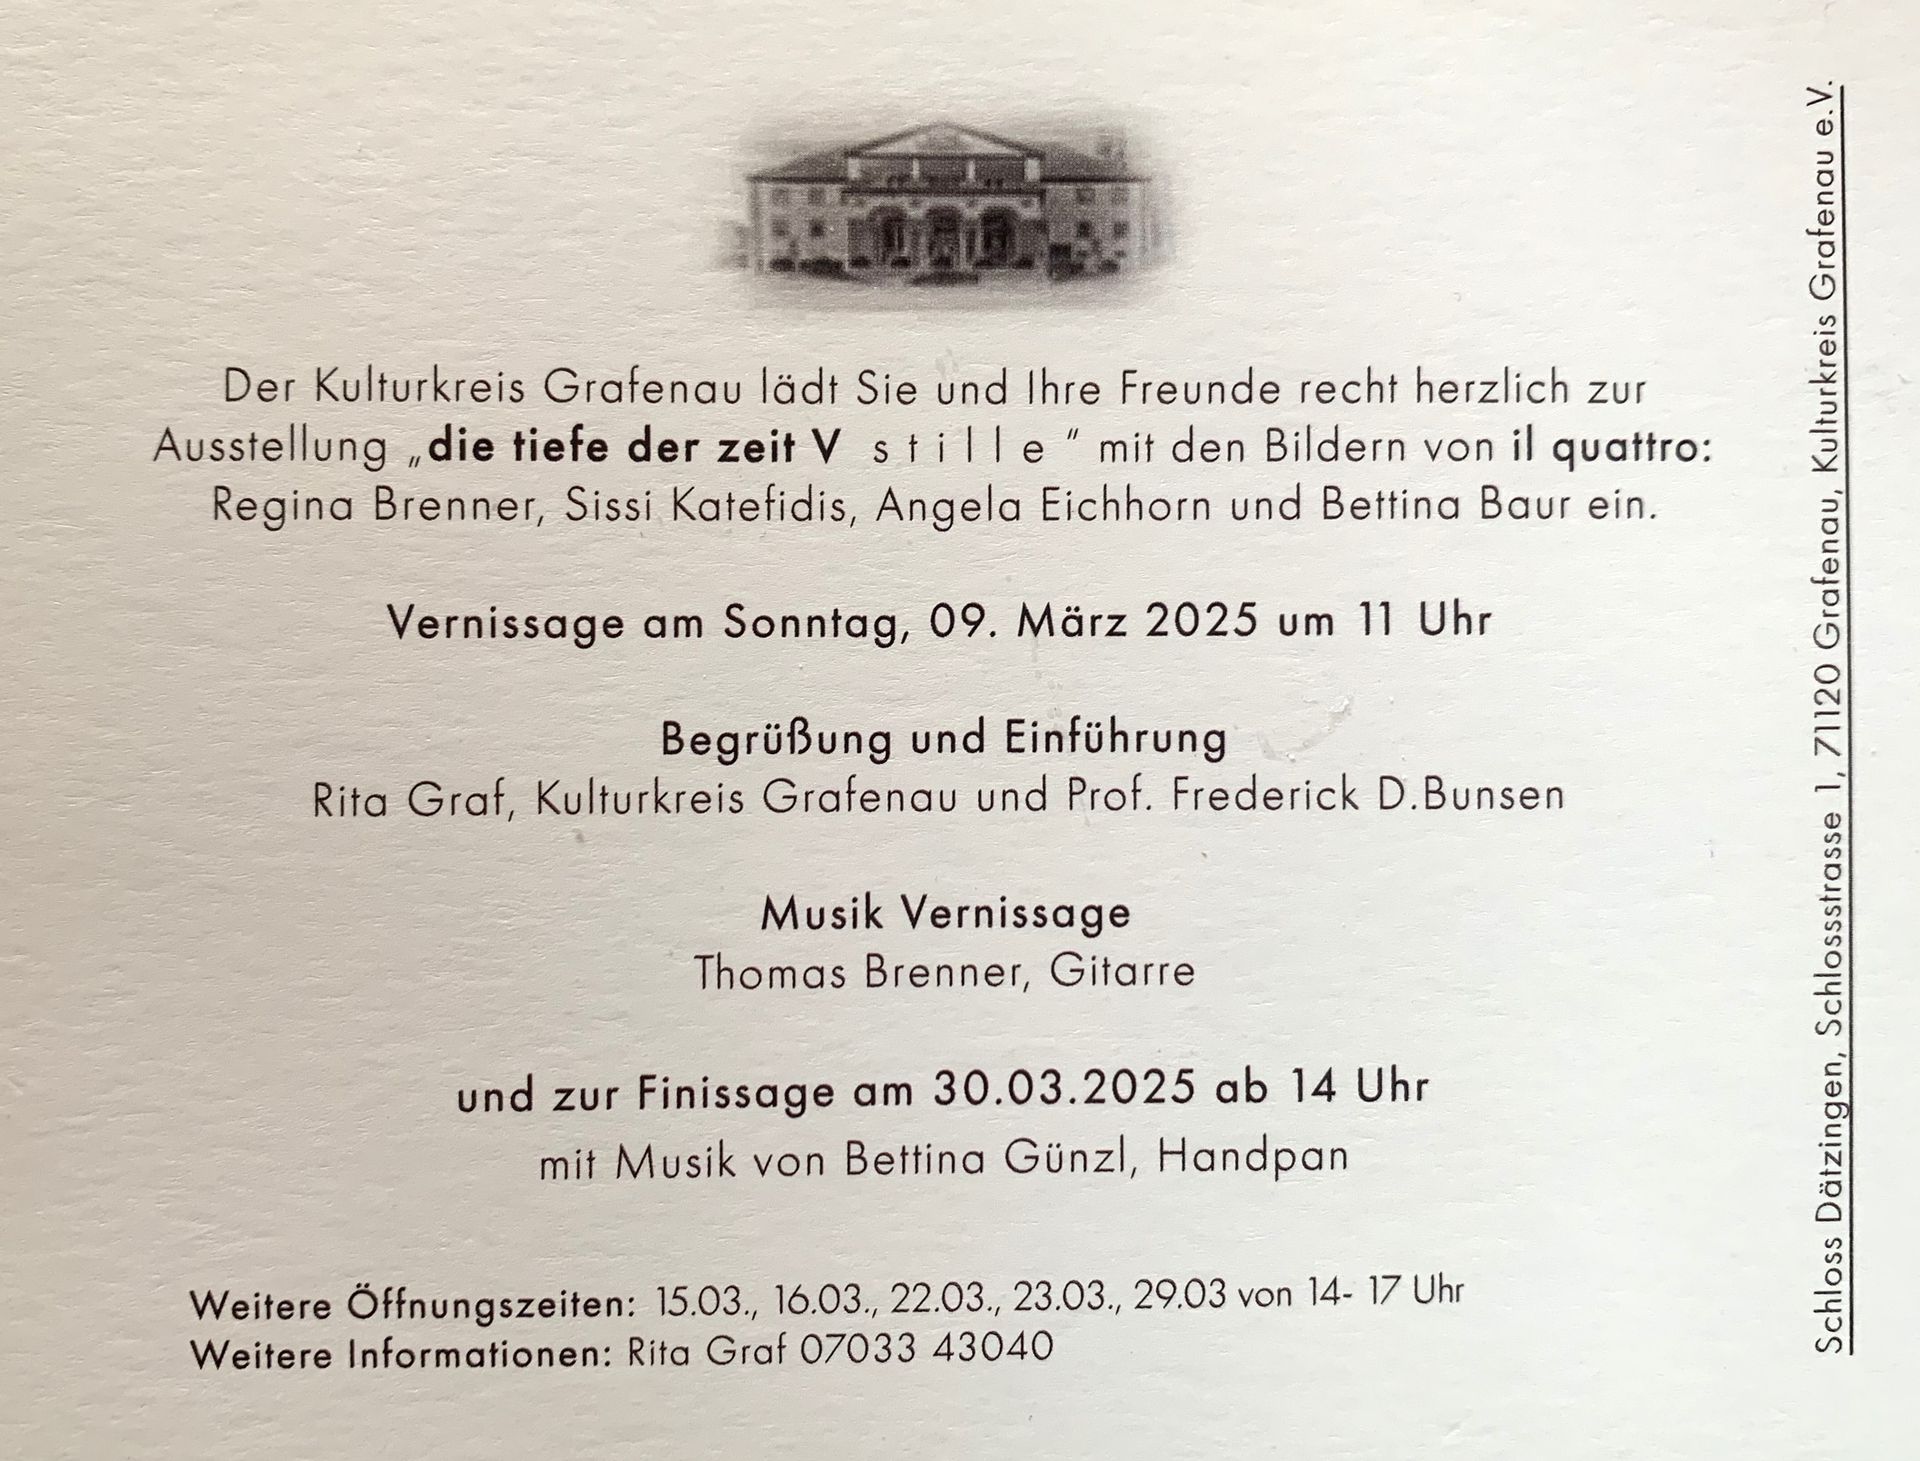 Der Kulturkreis Grafenau lädt Sie und Ihre Freunde recht herzlich zur
Ausstellung „die tiefe der zeit V s t i l l e " mit den Bildern von il quattro:
Regina Brenner, Sissi Katefidis, Angela Eichhorn und Bettina Baur ein.
Vernissage am Sonntag, 09. März 2025 um 11 Uhr
Begrüßung und Einführung
Rita Graf, Kulturkreis Grafenau und Prof. Frederick D.Bunsen
Musik Vernissage
Thomas Brenner, Gitarre
und zur Finissage am 30.03.2025 ab 14 Uhr
mit Musik von Bettina Günzl, Handpan
Weitere Öffnungszeiten: 15.03., 16.03., 22.03., 23.03., 29.03 von 14- 17 Uhr
Weitere Informationen: Rita Graf 07033 43040
Schloss Dätzingen, Schlossstrasse 1, 71120 Grafenau, Kulturkreis Grafenau e.V.